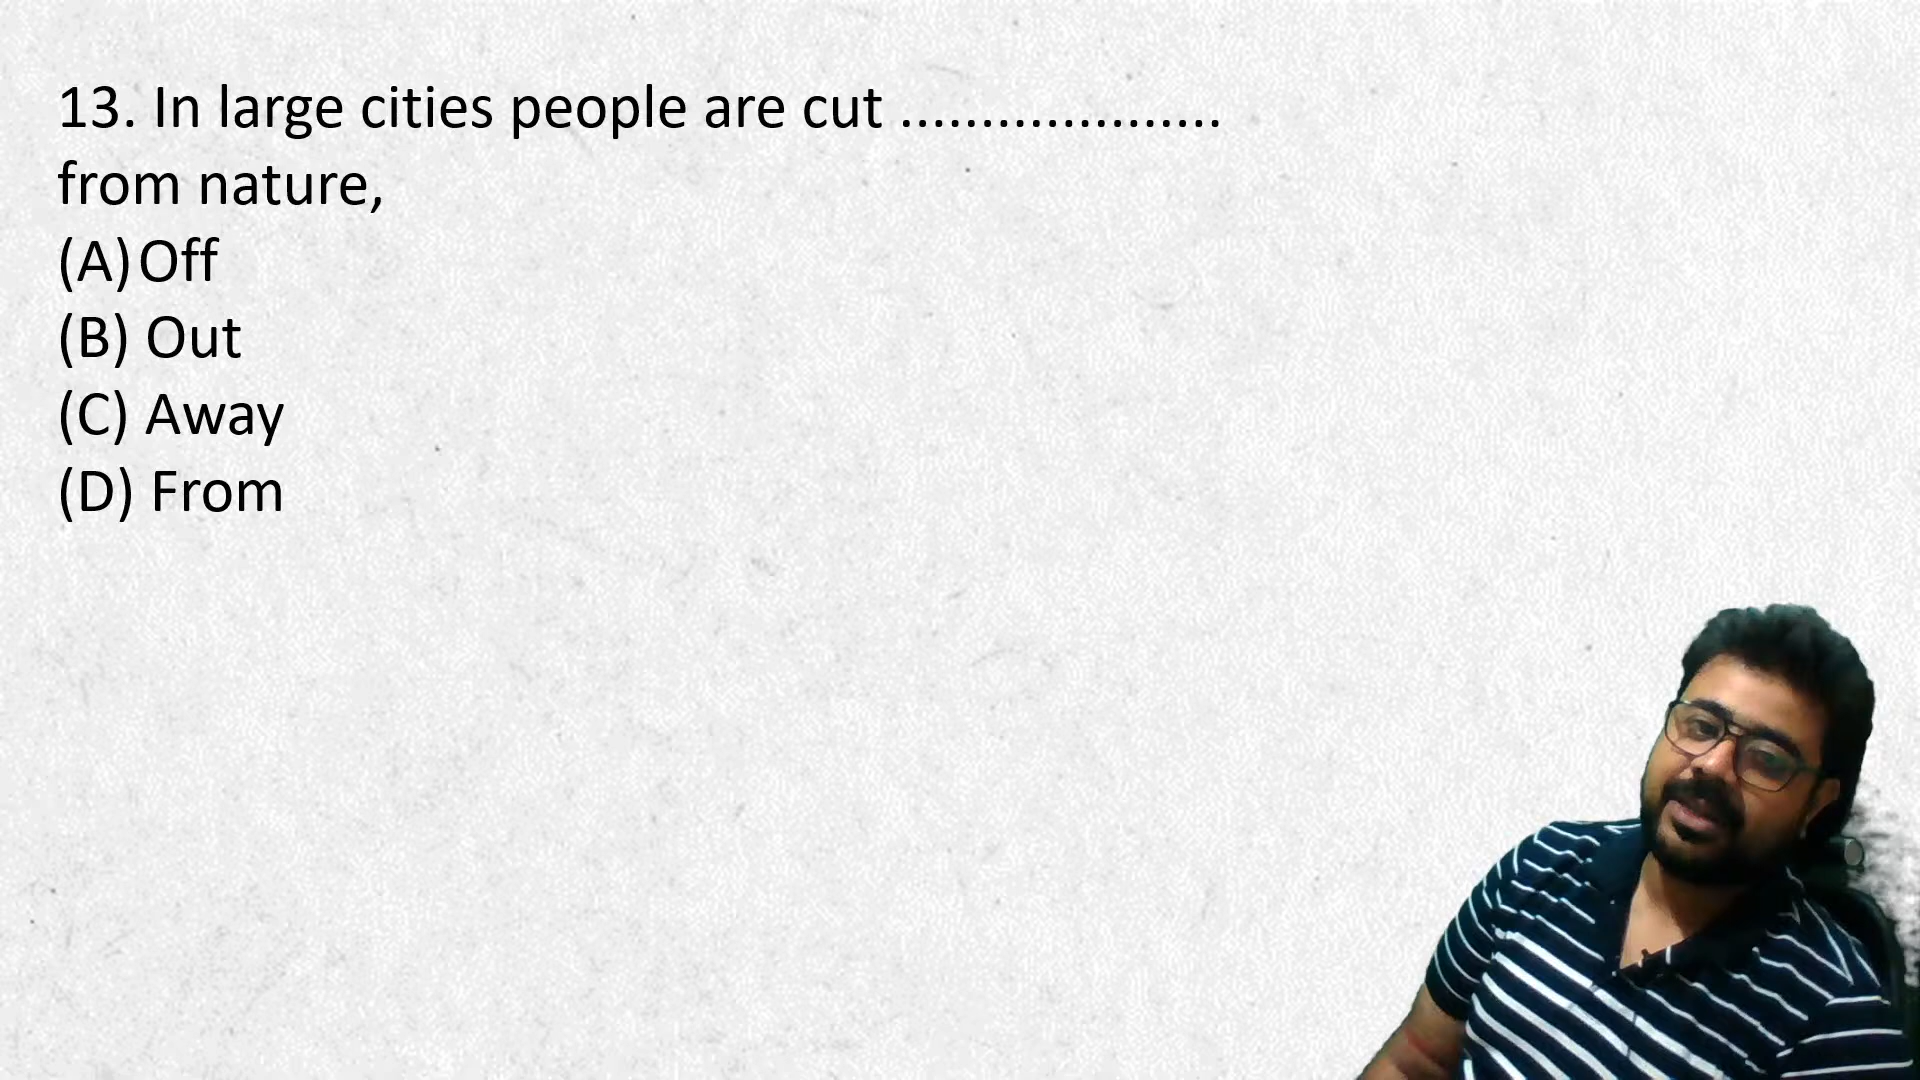 13. In large cities people are cut ....................
from nature,
(A) Off
(B) Out
(C) Away
(D) From